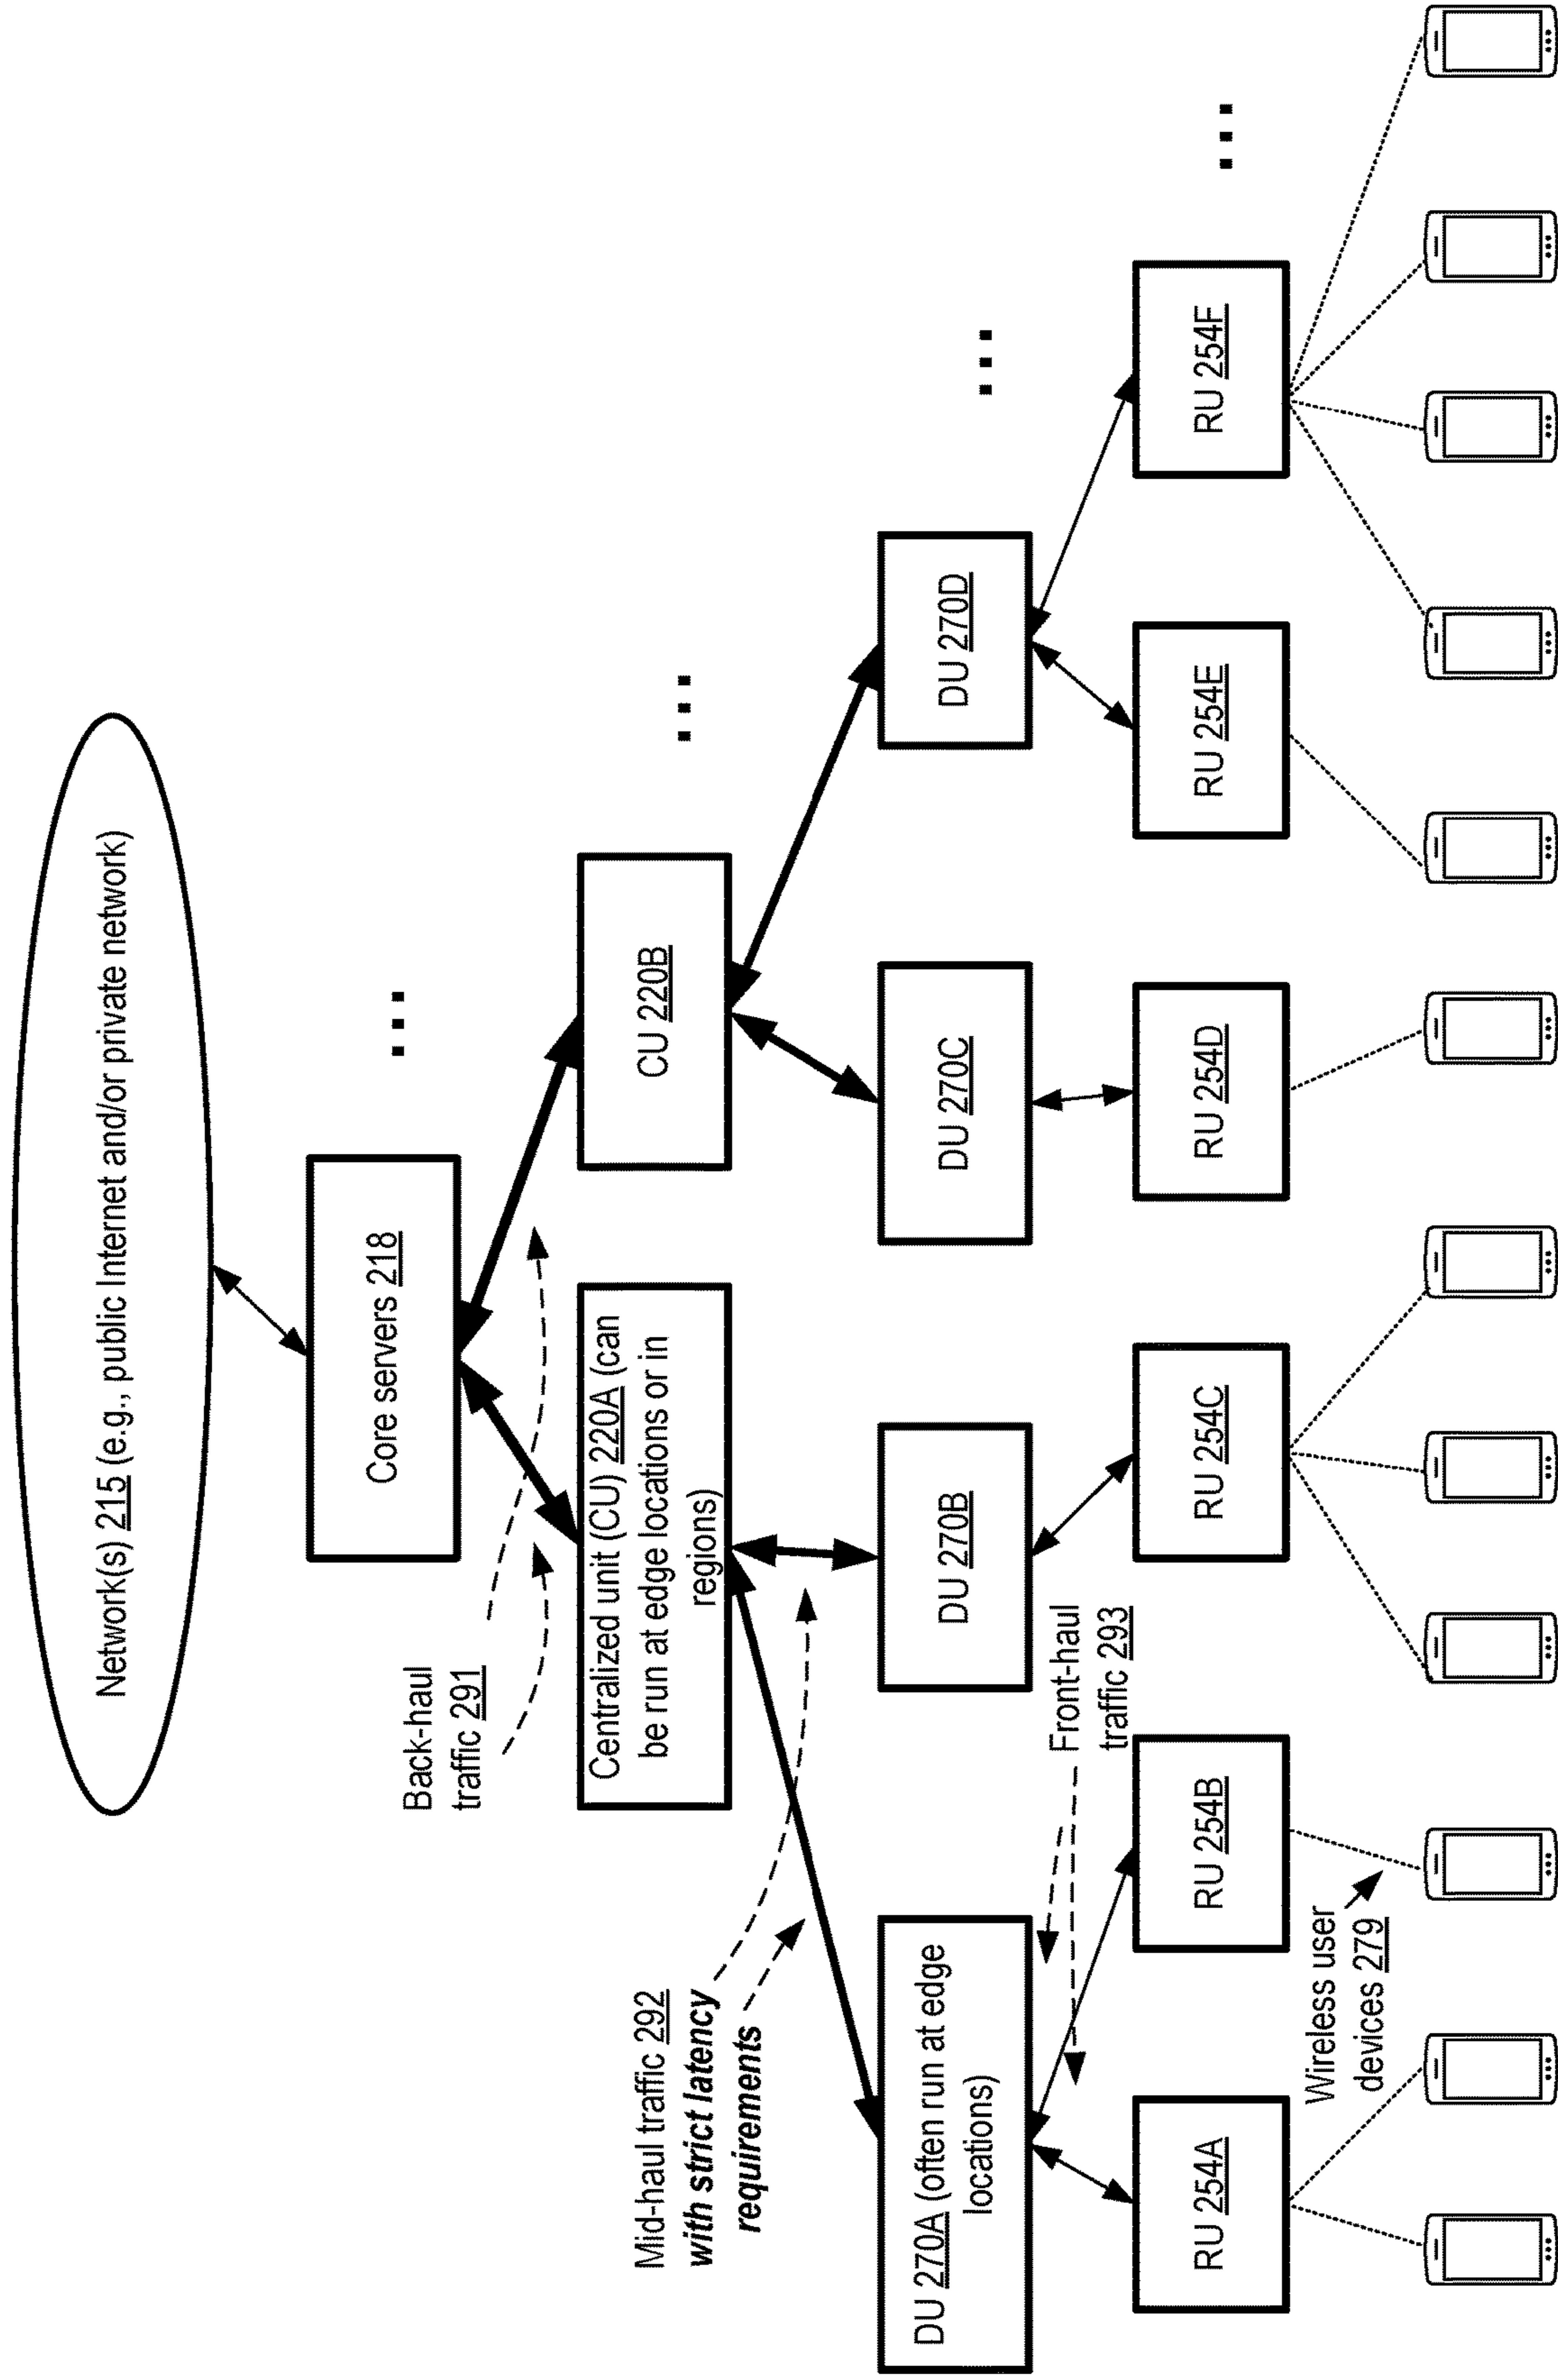 Network(s) 215 (e.g., public Internet and/or private network)
Core servers 218
...
Back-haul
traffic 291
Centralized unit (CU) 220A (can
be run at edge locations or in
regions)
CU 220B
...
Mid-haul traffic 292
with strict latency
requirements
DU 270A (often run at edge
locations)
DU 270B
DU 270C
DU 270D
...
Front-haul
traffic 293
RU 254A
RU 254B
RU 254C
RU 254D
RU 254E
RU 254F
...
Wireless user
devices 279